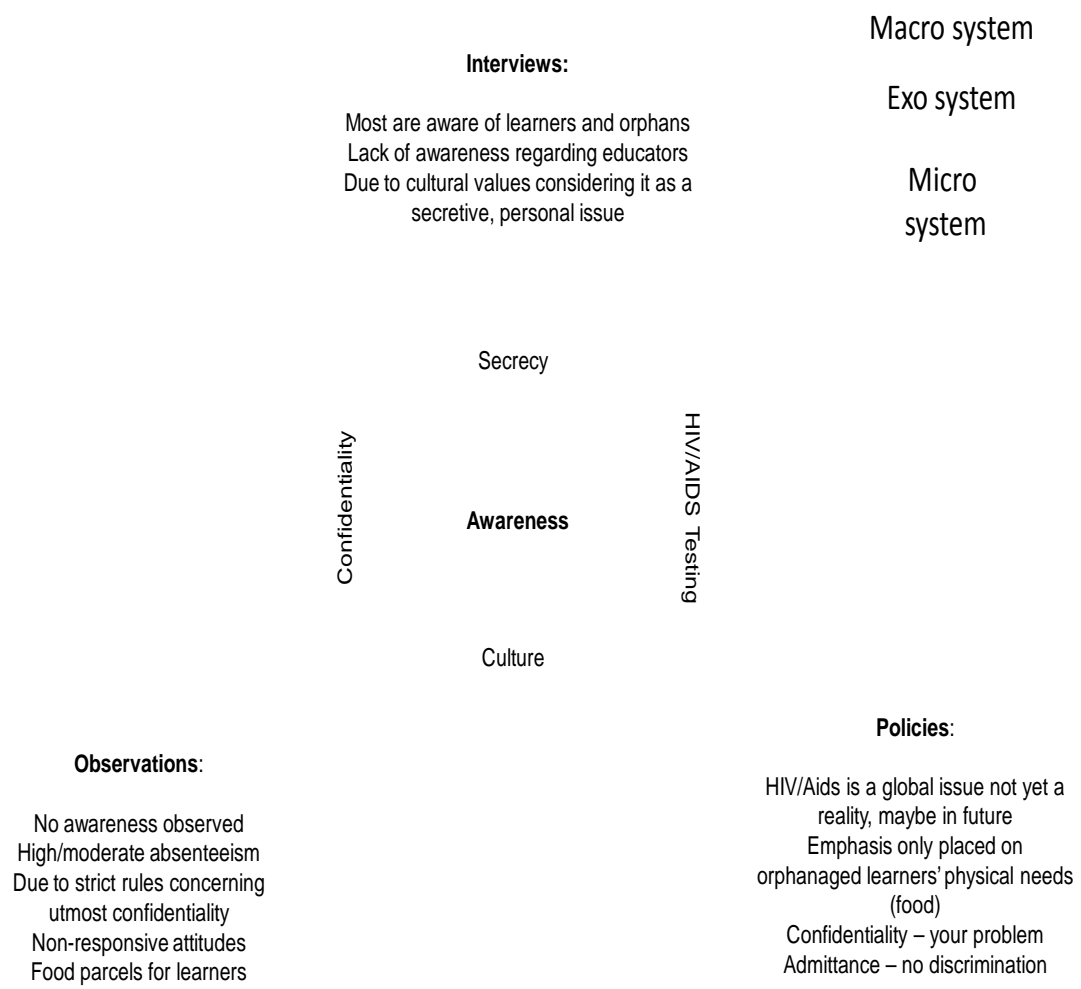 Macro system
Exo system
Micro
system
Interviews:
Most are aware of learners and orphans
Lack of awareness regarding educators
Due to cultural values considering it as a
secretive, personal issue
Secrecy
Confidentiality
HIV/AIDS Testing
Awareness
Culture
Observations:
No awareness observed
High/moderate absenteeism
Due to strict rules concerning
utmost confidentiality
Non-responsive attitudes
Food parcels for learners
Policies:
HIV/Aids is a global issue not yet a
reality, maybe in future
Emphasis only placed on
orphanaged learners’ physical needs
(food)
Confidentiality – your problem
Admittance – no discrimination